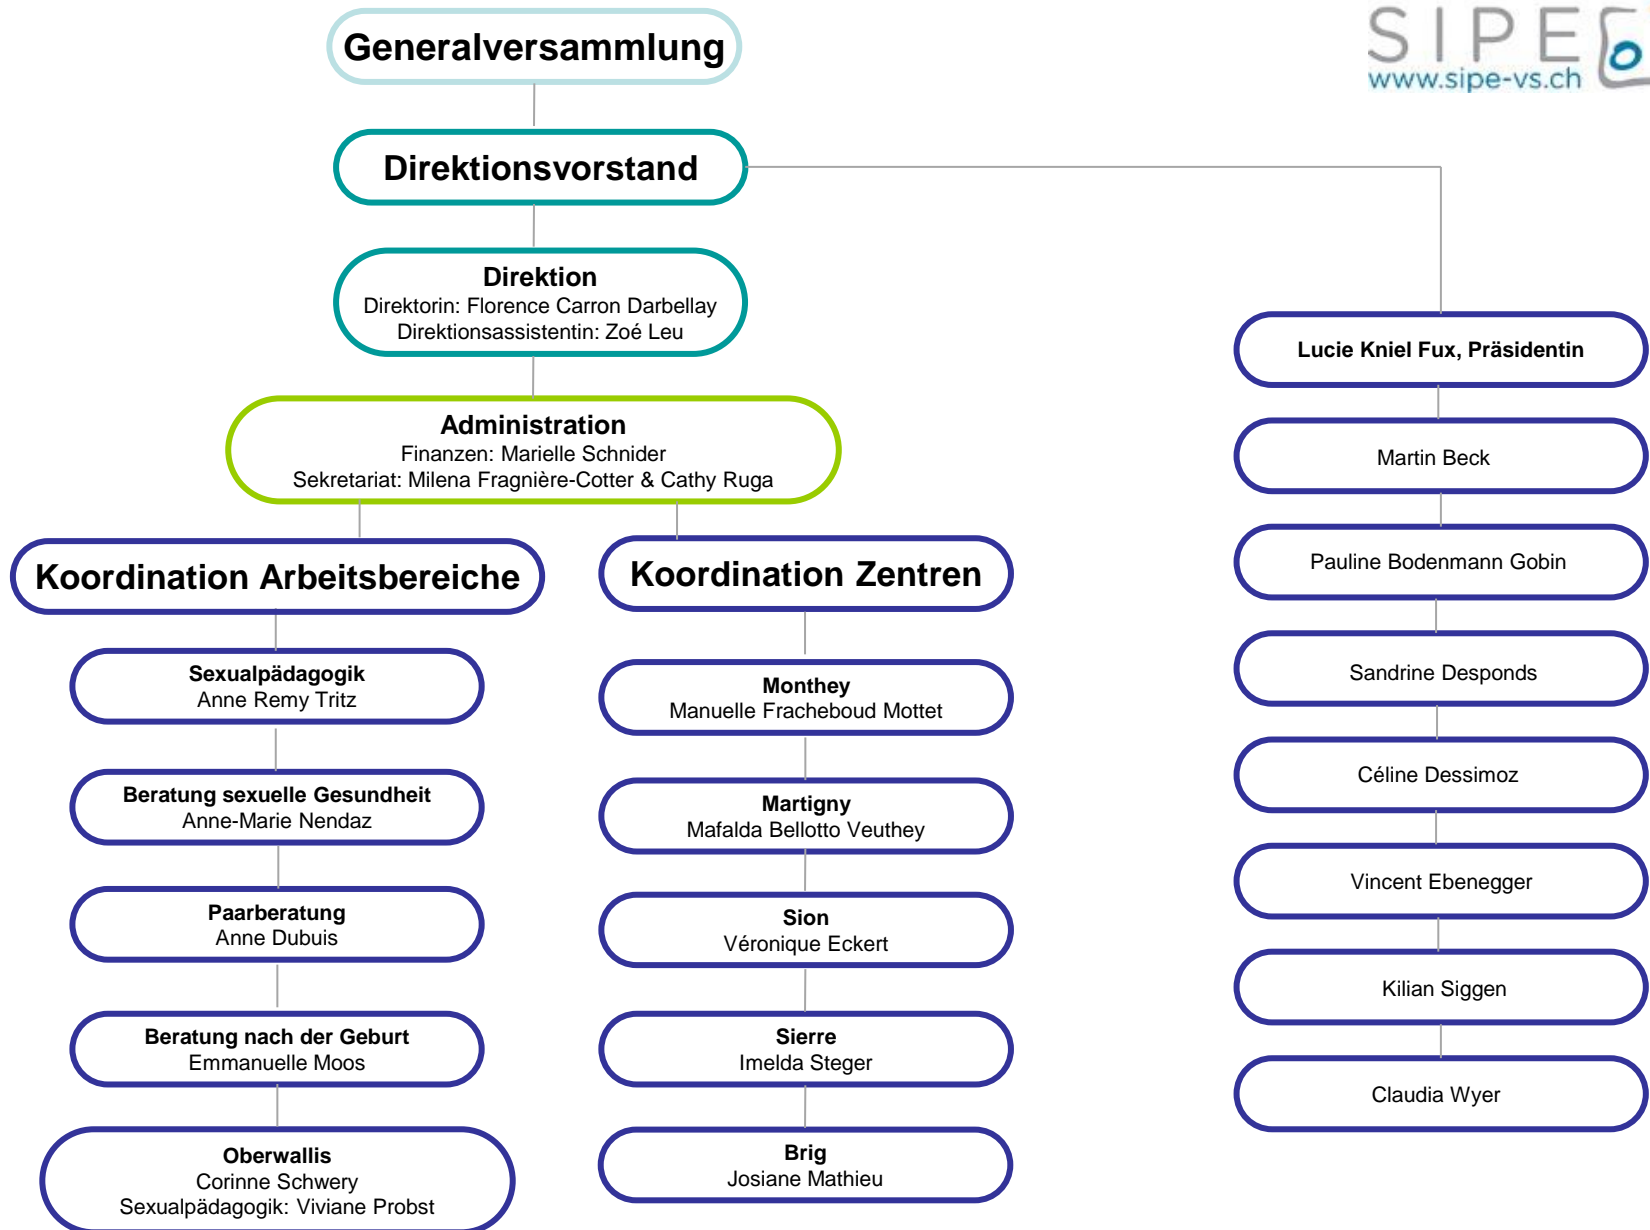 Generalversammlung
SIPE
www.sipe-vs.ch
Direktionsvorstand
Direktion
Direktorin: Florence Carron Darbellay
Direktionsassistentin: Zoé Leu
Administration
Finanzen: Marielle Schnider
Sekretariat: Milena Fragnière-Cotter & Cathy Ruga
Koordination Arbeitsbereiche
Sexualpädagogik
Anne Remy Tritz
Beratung sexuelle Gesundheit
Anne-Marie Nendaz
Paarberatung
Anne Dubuis
Beratung nach der Geburt
Emmanuelle Moos
Oberwallis
Corinne Schwery
Sexualpädagogik: Viviane Probst
Koordination Zentren
Monthey
Manuelle Fracheboud Mottet
Martigny
Mafalda Bellotto Veuthey
Sion
Véronique Eckert
Sierre
Imelda Steger
Brig
Josiane Mathieu
Lucie Kniel Fux, Präsidentin
Martin Beck
Pauline Bodenmann Gobin
Sandrine Desponds
Céline Dessimoz
Vincent Ebenegger
Kilian Siggen
Claudia Wyer